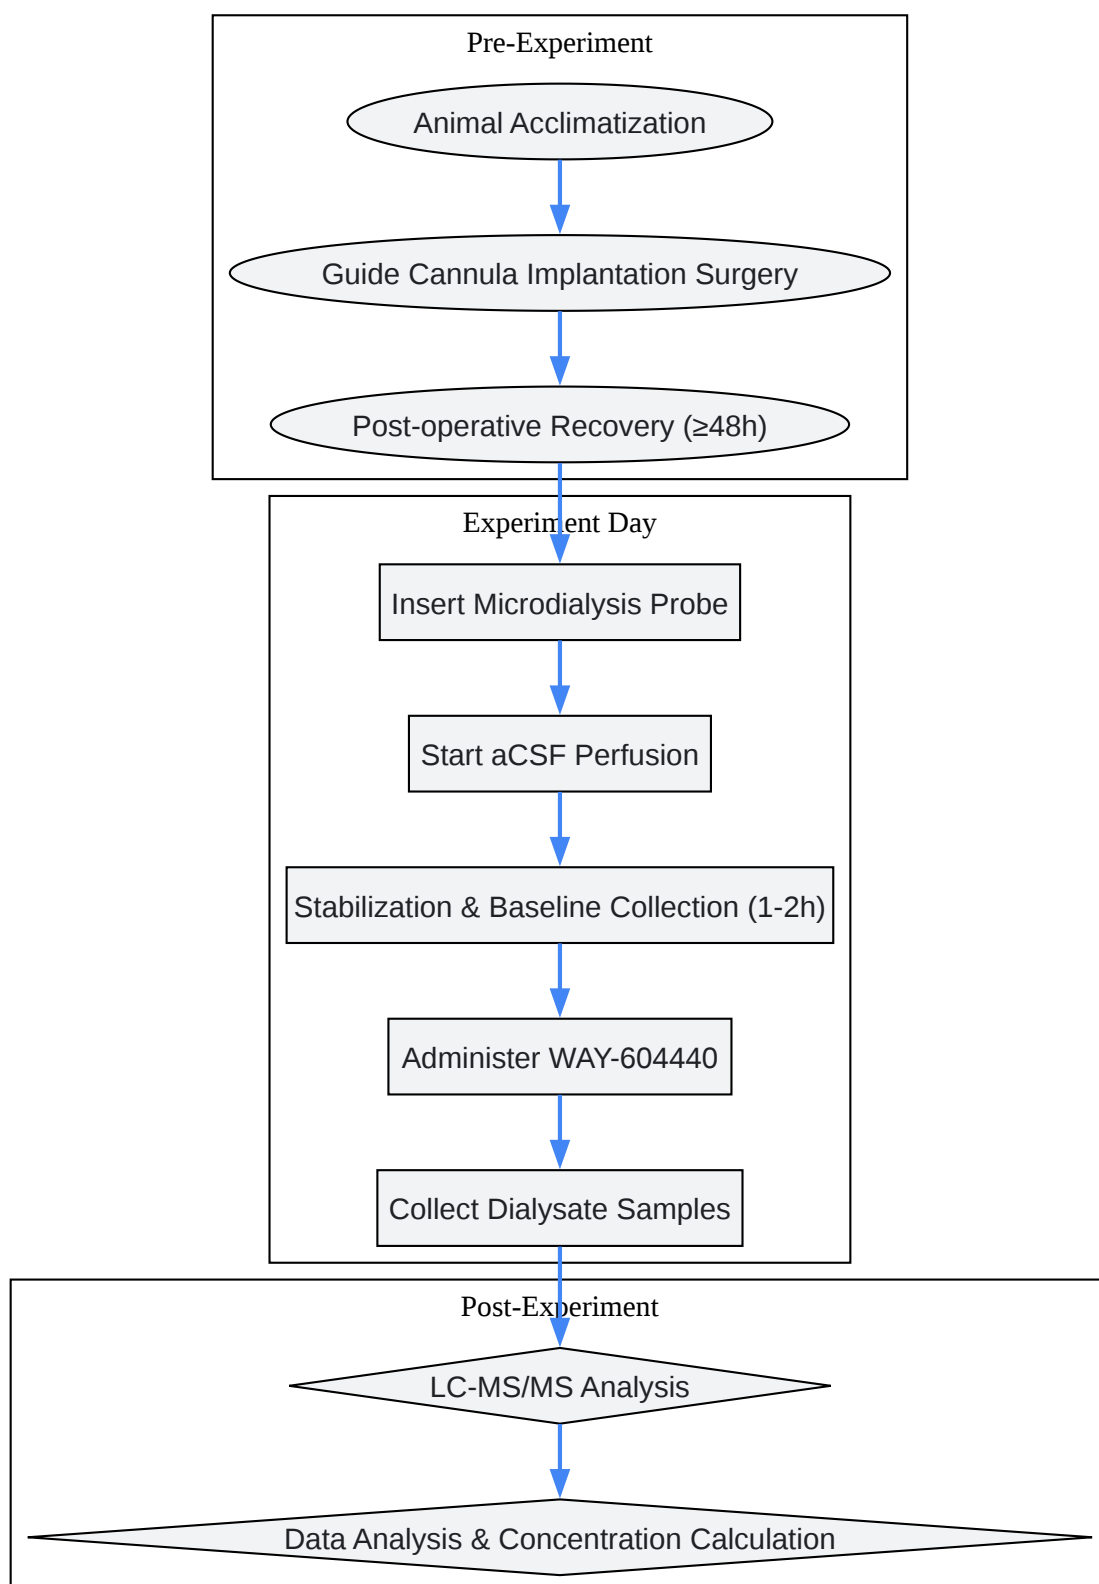 Pre-Experiment
Animal Acclimatization
Guide Cannula Implantation Surgery
Post-operative Recovery (≥48h)
Experiment Day
Insert Microdialysis Probe
Start aCSF Perfusion
Stabilization & Baseline Collection (1-2h)
Administer WAY-604440
Collect Dialysate Samples
Post-Experiment
LC-MS/MS Analysis
Data Analysis & Concentration Calculation